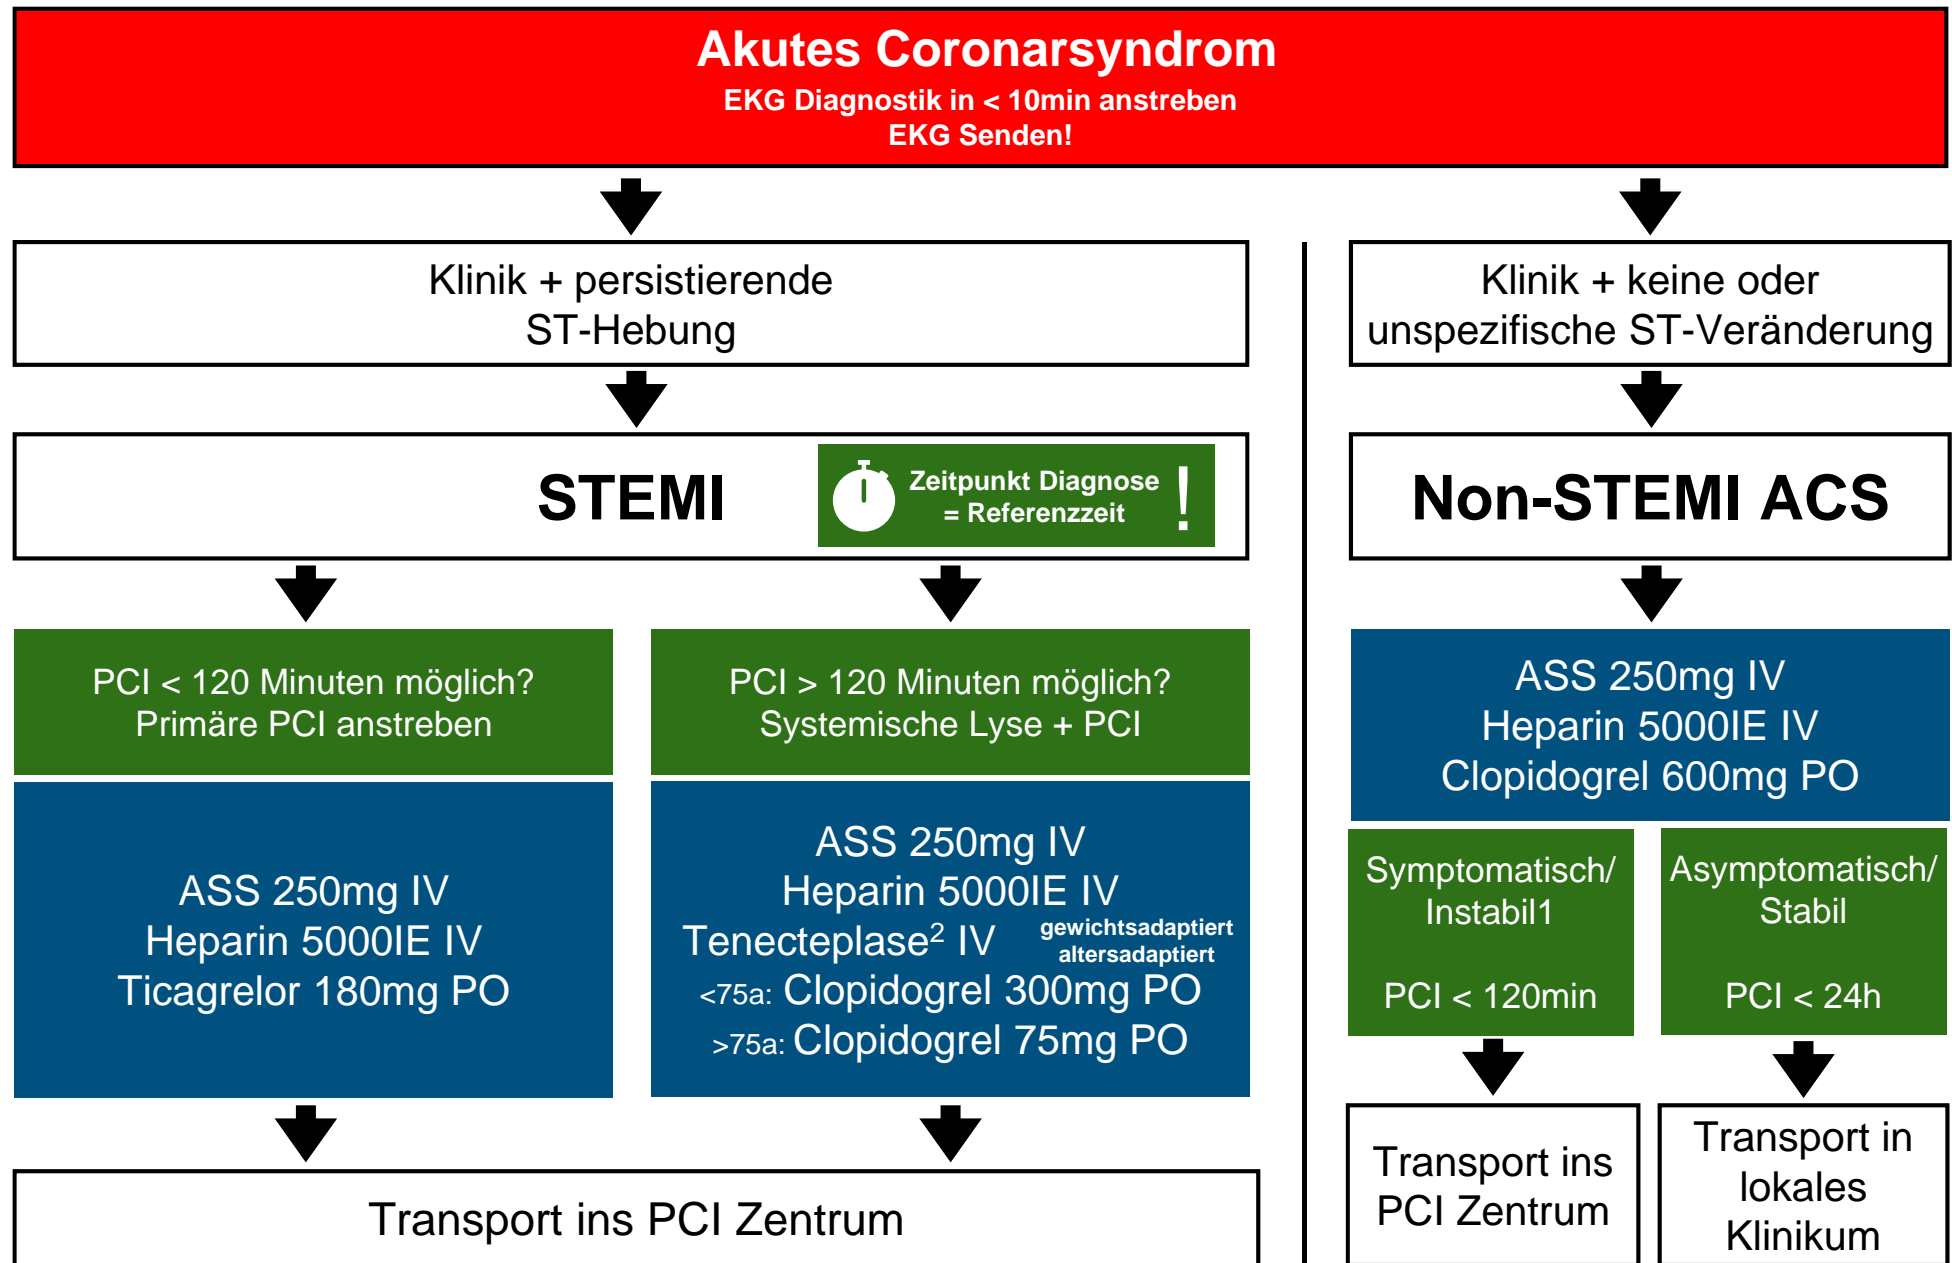 Akutes Coronarsyndrom
EKG Diagnostik in < 10min anstreben
EKG Senden!
Klinik + persistierende
ST-Hebung
Klinik + keine oder
unspezifische ST-Veränderung
STEMI
Zeitpunkt Diagnose
= Referenzzeit
!
Non-STEMI ACS
PCI < 120 Minuten möglich?
Primäre PCI anstreben
PCI > 120 Minuten möglich?
Systemische Lyse + PCI
ASS 250mg IV
Heparin 5000IE IV
Ticagrelor 180mg PO
ASS 250mg IV
Heparin 5000IE IV
Tenecteplase² IV gewichtsadaptiert
altersadaptiert
<75a: Clopidogrel 300mg PO
>75a: Clopidogrel 75mg PO
ASS 250mg IV
Heparin 5000IE IV
Clopidogrel 600mg PO
Symptomatisch/
Instabil1
PCI < 120min
Asymptomatisch/
Stabil
PCI < 24h
Transport ins PCI Zentrum
Transport ins
PCI Zentrum
Transport in
lokales
Klinikum